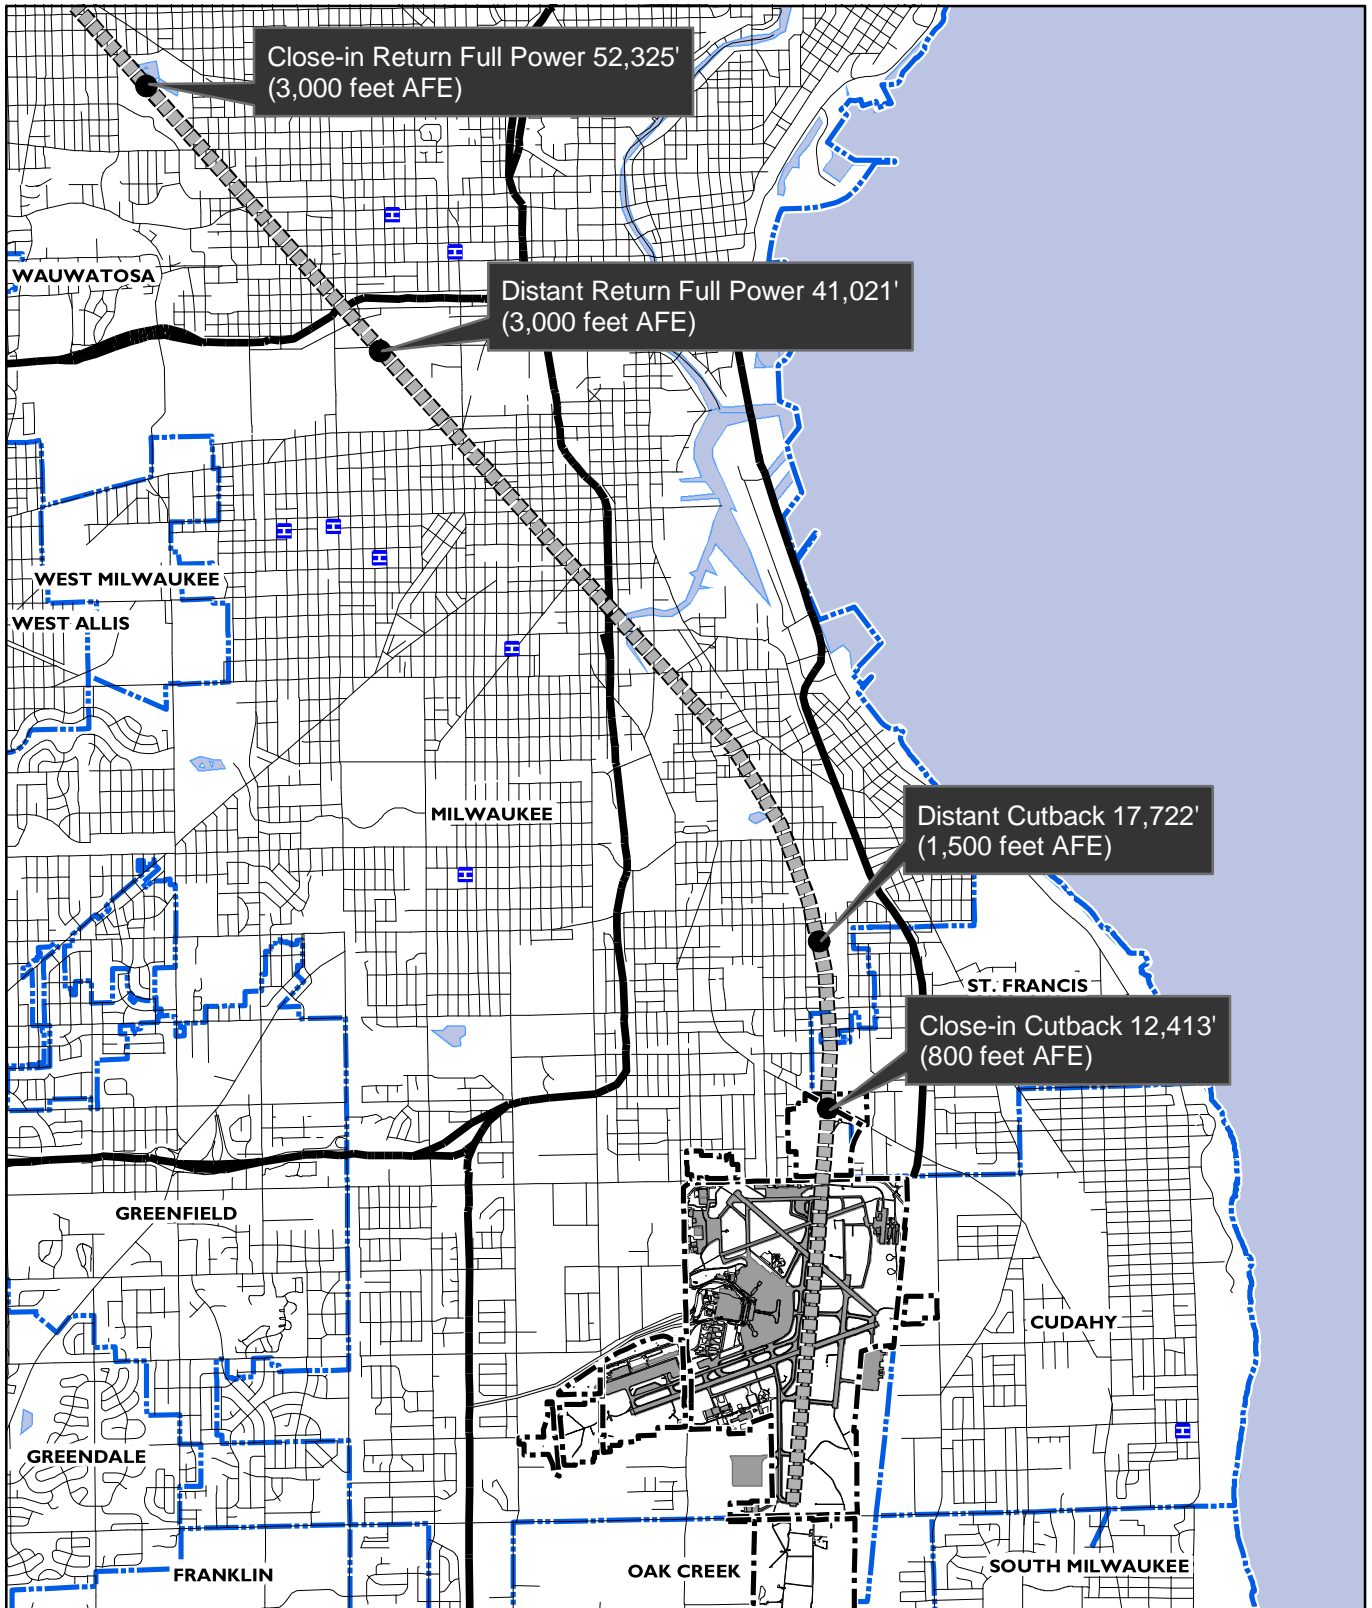 Close-in Return Full Power 52,325'
(3,000 feet AFE)
H
H
WAUWATOSA
Distant Return Full Power 41,021'
(3,000 feet AFE)
H
H
H
WEST MILWAUKEE
WEST ALLIS
H
MILWAUKEE
Distant Cutback 17,722'
(1,500 feet AFE)
H
ST. FRANCIS
Close-in Cutback 12,413'
(800 feet AFE)
GREENFIELD
CUDAHY
H
GREENDALE
FRANKLIN
OAK CREEK
SOUTH MILWAUKEE